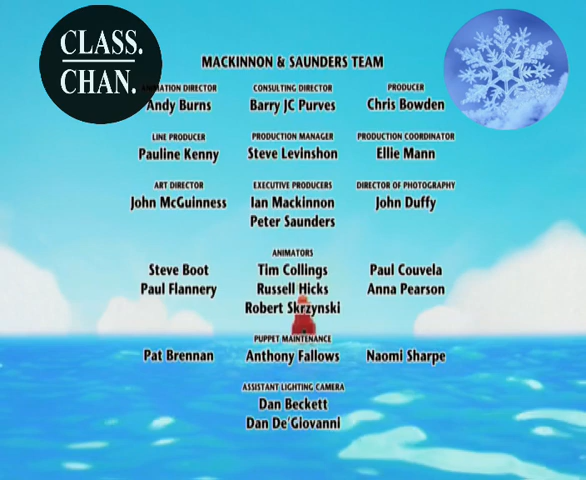 CLASS.
CHAN.
MACKINNON & SAUNDERS TEAM
ANIMATION DIRECTOR CONSULTING DIRECTOR PRODUCER
Andy Burns Barry JC Purves Chris Bowden
LINE PRODUCER PRODUCTION MANAGER PRODUCTION COORDINATOR
Pauline Kenny Steve Levinshon Ellie Mann
ART DIRECTOR EXECUTIVE PRODUCERS DIRECTOR OF PHOTOGRAPHY
John McGuinness Ian Mackinnon John Duffy
Peter Saunders
ANIMATORS
Steve Boot Tim Collings Paul Couvela
Paul Flannery Russell Hicks Anna Pearson
Robert Skrzynski
PUPPET MAINTENANCE
Pat Brennan Anthony Fallows Naomi Sharpe
ASSISTANT LIGHTING CAMERA
Dan Beckett
Dan De'Giovanni